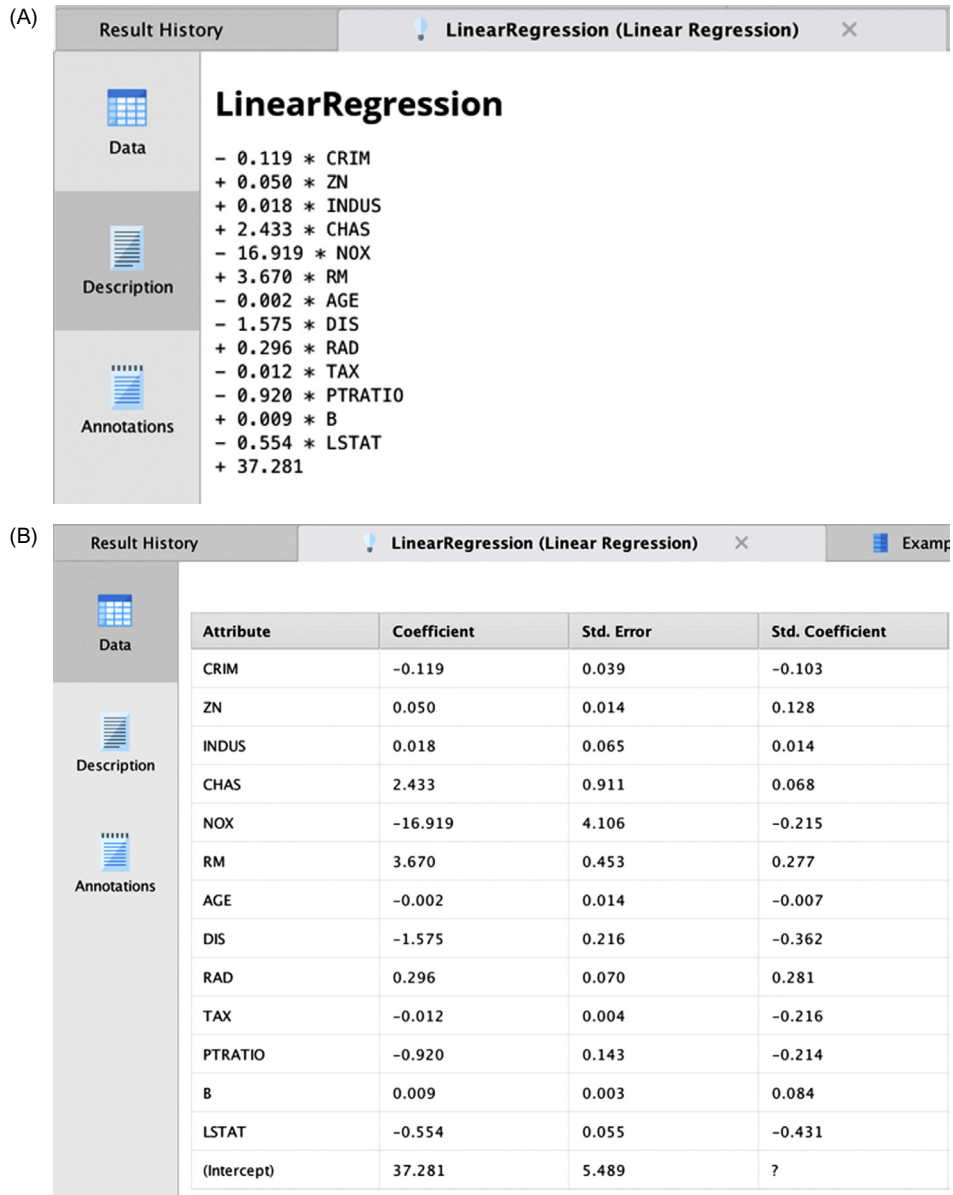 (A)
Result History LinearRegression (Linear Regression)
LinearRegression
Data
- 0.119 * CRIM
+ 0.050 * ZN
+ 0.018 * INDUS
+ 2.433 * CHAS
- 16.919 * NOX
+ 3.670 * RM
Description
- 0.002 * AGE
- 1.575 * DIS
+ 0.296 * RAD
- 0.012 * TAX
- 0.920 * PTRATIO
+ 0.009 * B
Annotations
- 0.554 * LSTAT
+ 37.281
(B)
Result History LinearRegression (Linear Regression) Examp
Data
Description
Annotations
Attribute Coefficient Std. Error Std. Coefficient
CRIM -0.119 0.039 -0.103
ZN 0.050 0.014 0.128
INDUS 0.018 0.065 0.014
CHAS 2.433 0.911 0.068
NOX -16.919 4.106 -0.215
RM 3.670 0.453 0.277
AGE -0.002 0.014 -0.007
DIS -1.575 0.216 -0.362
RAD 0.296 0.070 0.281
TAX -0.012 0.004 -0.216
PTRATIO -0.920 0.143 -0.214
B 0.009 0.003 0.084
LSTAT -0.554 0.055 -0.431
(Intercept) 37.281 5.489 ?